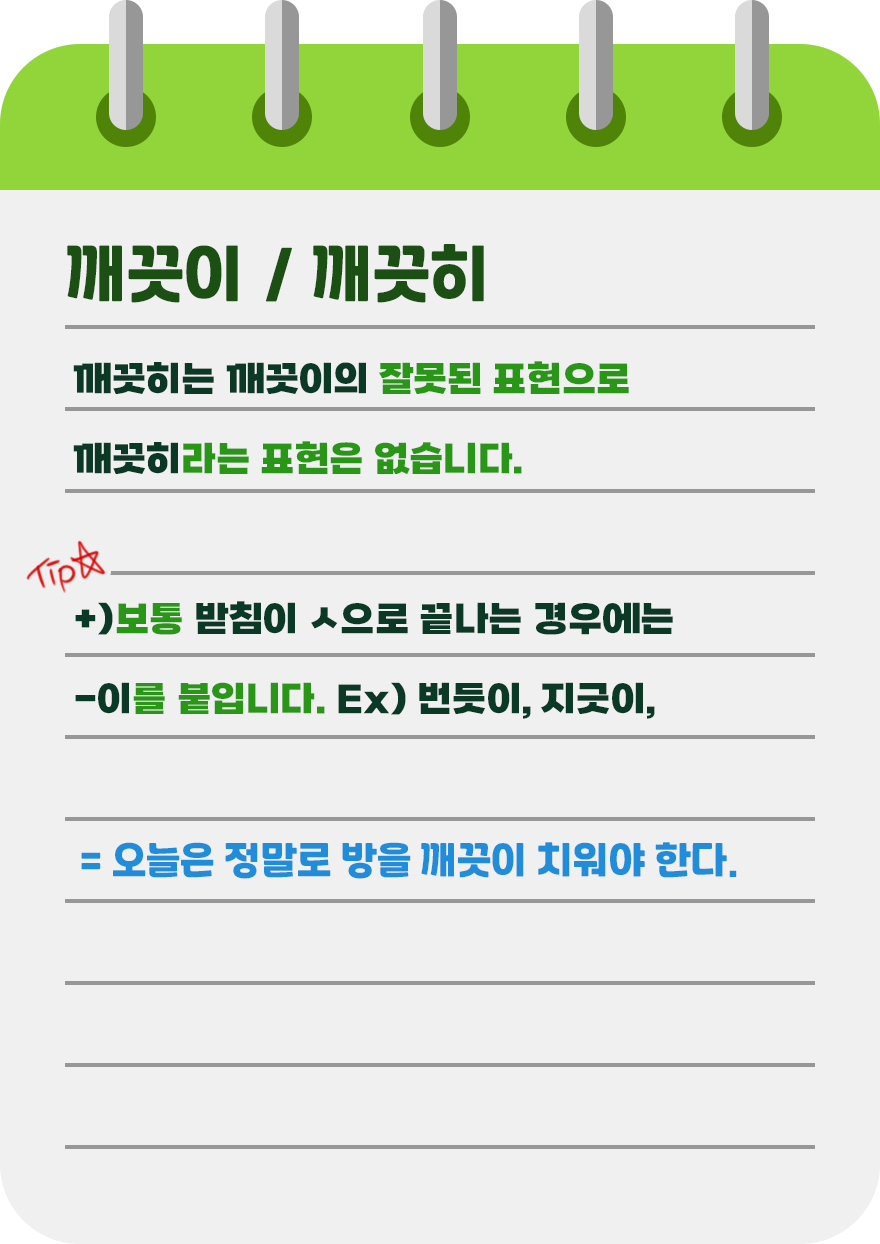 깨끗이 / 깨끗히
깨끗히는 깨끗이의 잘못된 표현으로
깨끗히라는 표현은 없습니다.
Tip☆
+)보통 받침이 ㅅ으로 끝나는 경우에는
-이를 붙입니다. Ex) 번듯이, 지긋이,
= 오늘은 정말로 방을 깨끗이 치워야 한다.